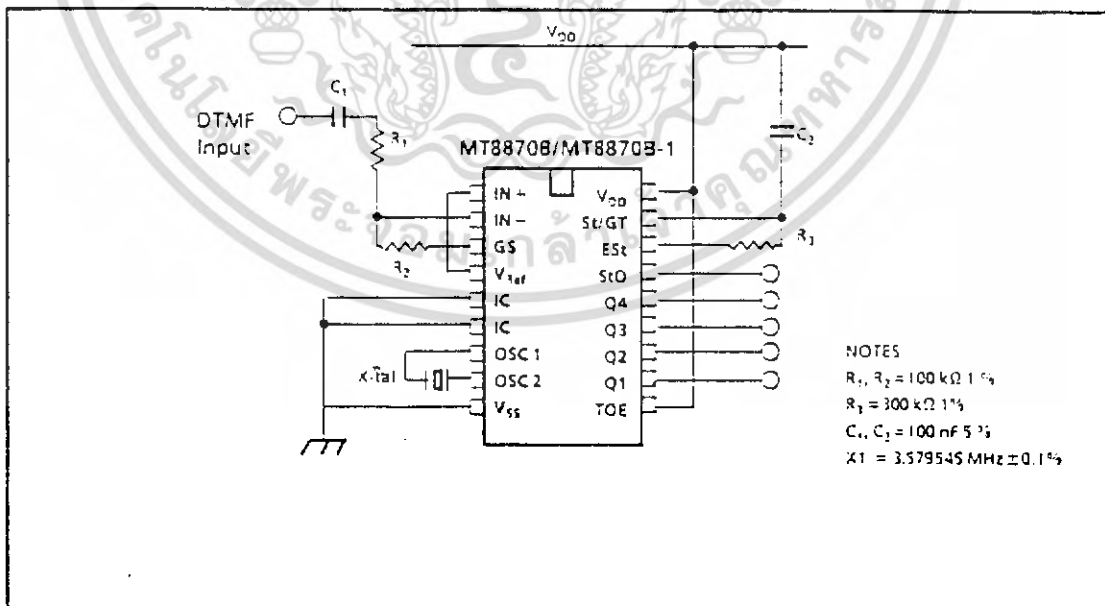 V_DD
C₁
DTMF
Input
R₁
C₂
MT8870B/MT8870B-1
IN +
IN −
GS
V_Ref
IC
IC
OSC 1
OSC 2
V_SS
V_DD
St/GT
ESt
StD
Q4
Q3
Q2
Q1
TOE
R₂
R₃
X-tal
NOTES
R₁, R₂ = 100 kΩ 1 %
R₃ = 300 kΩ 1%
C₁, C₂ = 100 nF 5 %
X1 = 3.579545 MHz ± 0.1%